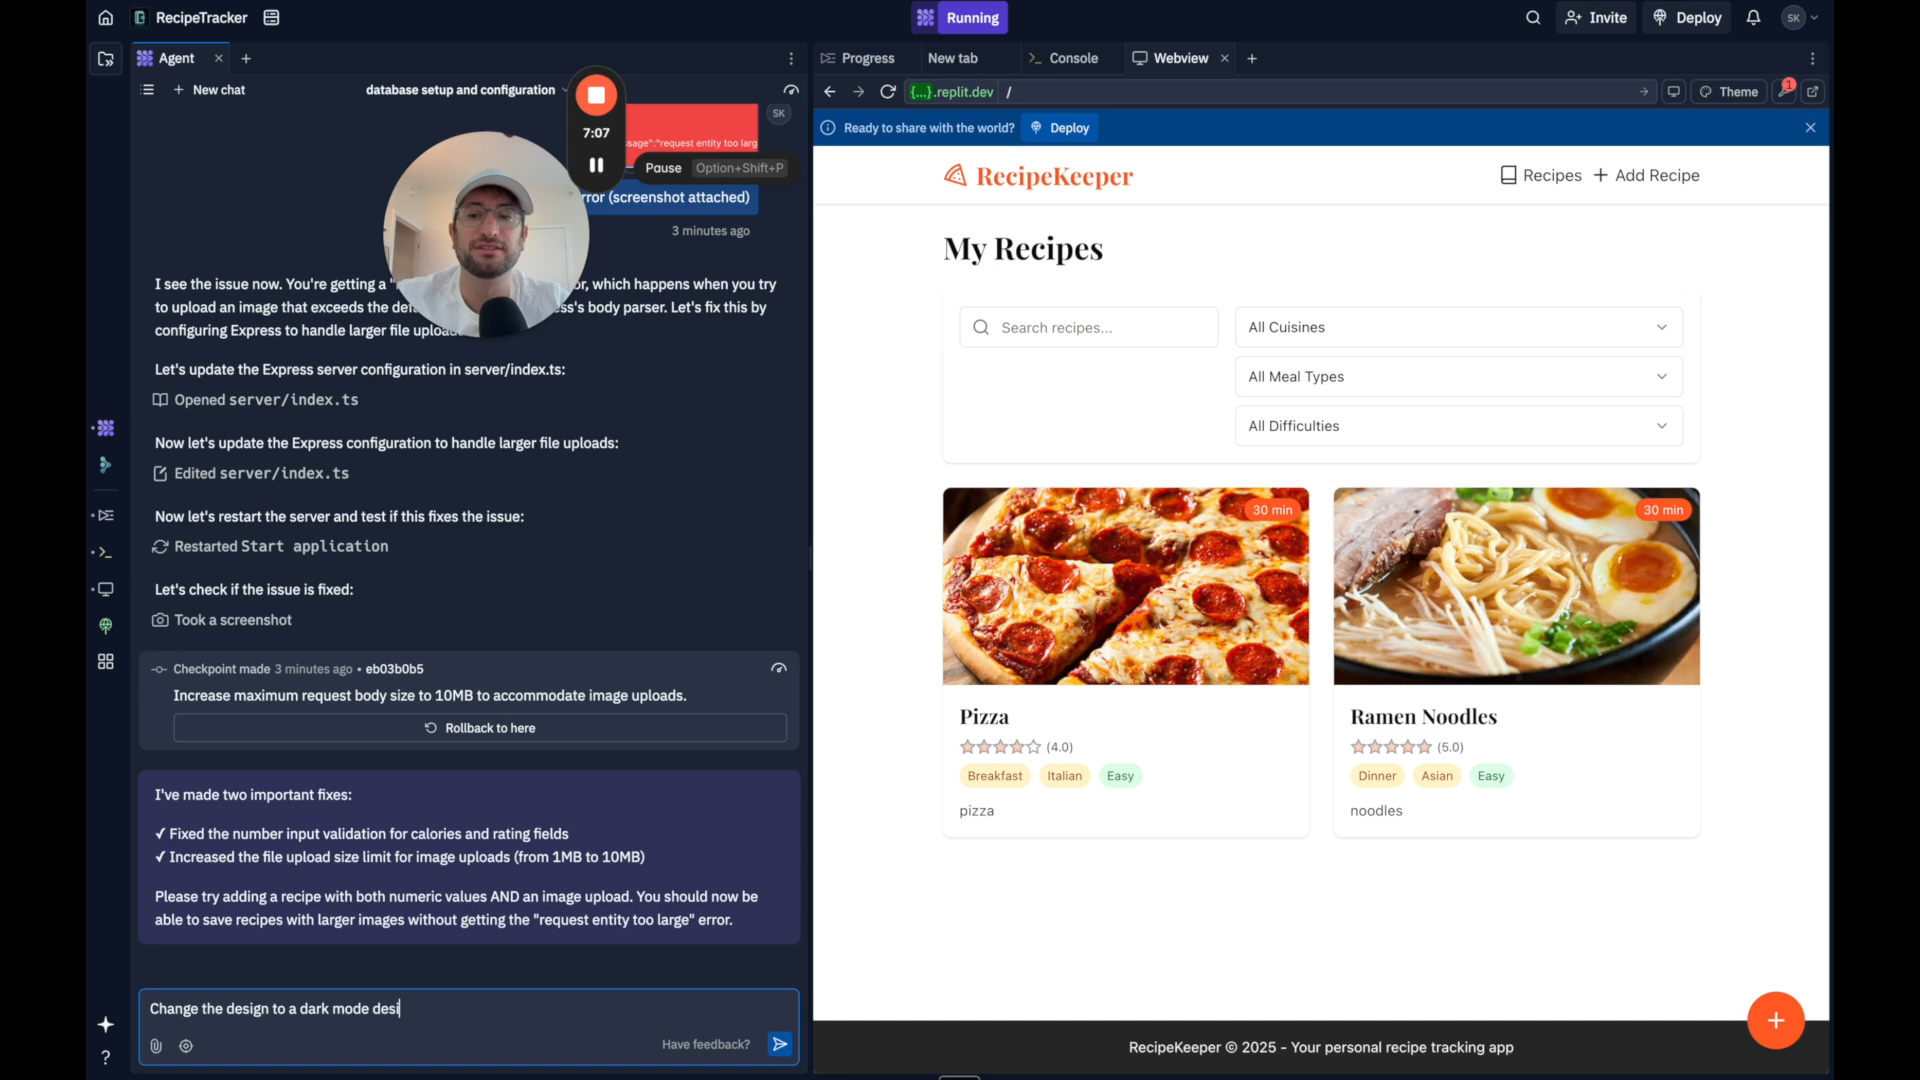 RecipeTracker
Running
Invite
Deploy
SK
Agent
Progress
New tab
Console
Webview
New chat
database setup and configuration
{...}.replit.dev /
Theme
1
SK
7:07
ssage":"request entity too larg
Pause Option+Shift+P
rror (screenshot attached)
3 minutes ago
Ready to share with the world? Deploy
I see the issue now. You're getting a " or, which happens when you try
to upload an image that exceeds the ss's body parser. Let's fix this by
configuring Express to handle larger file
Let's update the Express server configuration in server/index.ts:
Opened server/index.ts
Now let's update the Express configuration to handle larger file uploads:
Edited server/index.ts
Now let's restart the server and test if this fixes the issue:
Restarted Start application
Let's check if the issue is fixed:
Took a screenshot
Checkpoint made 3 minutes ago • eb03b0b5
Increase maximum request body size to 10MB to accommodate image uploads.
Rollback to here
I've made two important fixes:
✓ Fixed the number input validation for calories and rating fields
✓ Increased the file upload size limit for image uploads (from 1MB to 10MB)
Please try adding a recipe with both numeric values AND an image upload. You should now be
able to save recipes with larger images without getting the "request entity too large" error.
Change the design to a dark mode desi
Have feedback?
?
RecipeKeeper
Recipes
Add Recipe
My Recipes
Search recipes...
All Cuisines
All Meal Types
All Difficulties
30 min
Pizza
(4.0)
Breakfast Italian Easy
pizza
30 min
Ramen Noodles
(5.0)
Dinner Asian Easy
noodles
RecipeKeeper © 2025 - Your personal recipe tracking app